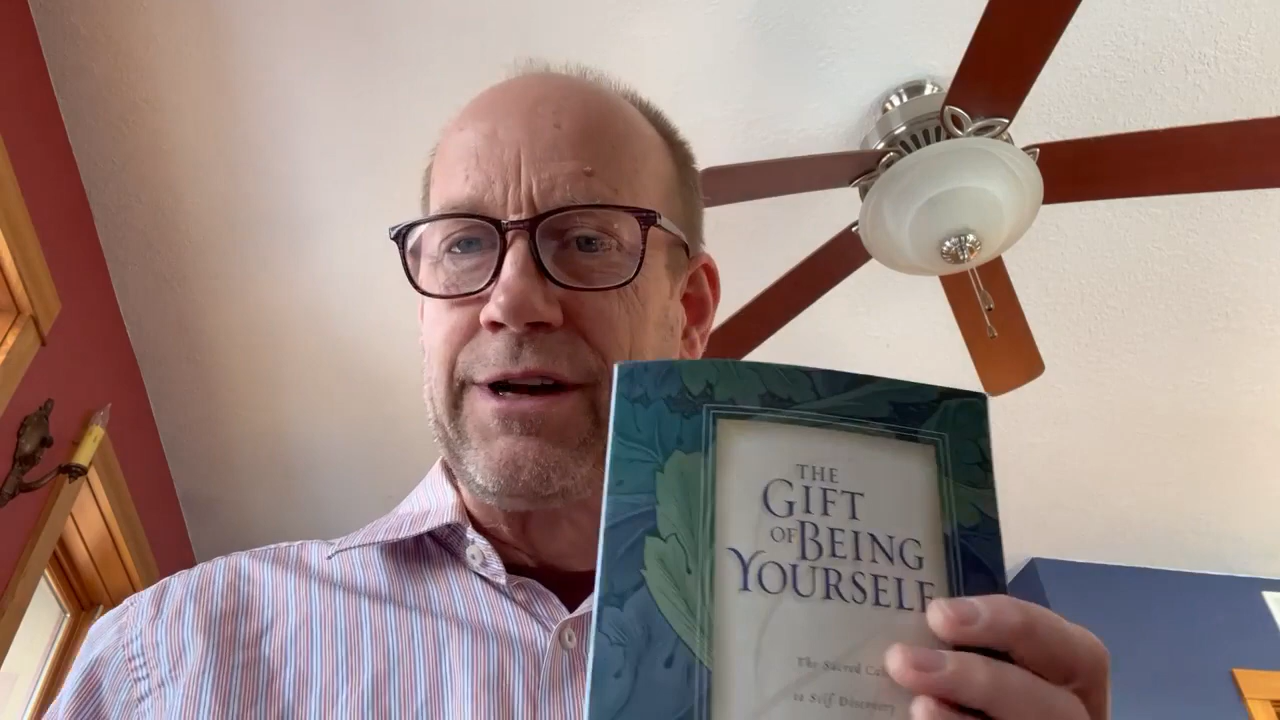 THE
GIFT
OF BEING
YOURSELF
The Sacred
to Self Discovery